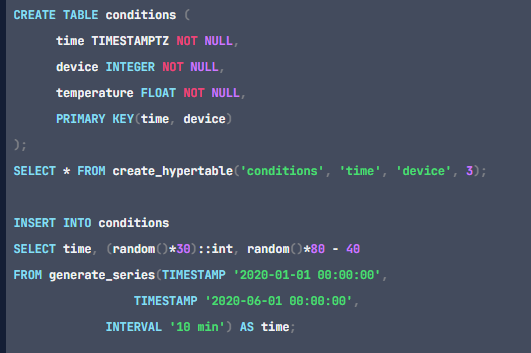 CREATE TABLE conditions (
time TIMESTAMPTZ NOT NULL,
device INTEGER NOT NULL,
temperature FLOAT NOT NULL,
PRIMARY KEY(time, device)
);
SELECT * FROM create_hypertable('conditions', 'time', 'device', 3);
INSERT INTO conditions
SELECT time, (random()*30)::int, random()*80 - 40
FROM generate_series(TIMESTAMP '2020-01-01 00:00:00',
TIMESTAMP '2020-06-01 00:00:00',
INTERVAL '10 min') AS time;